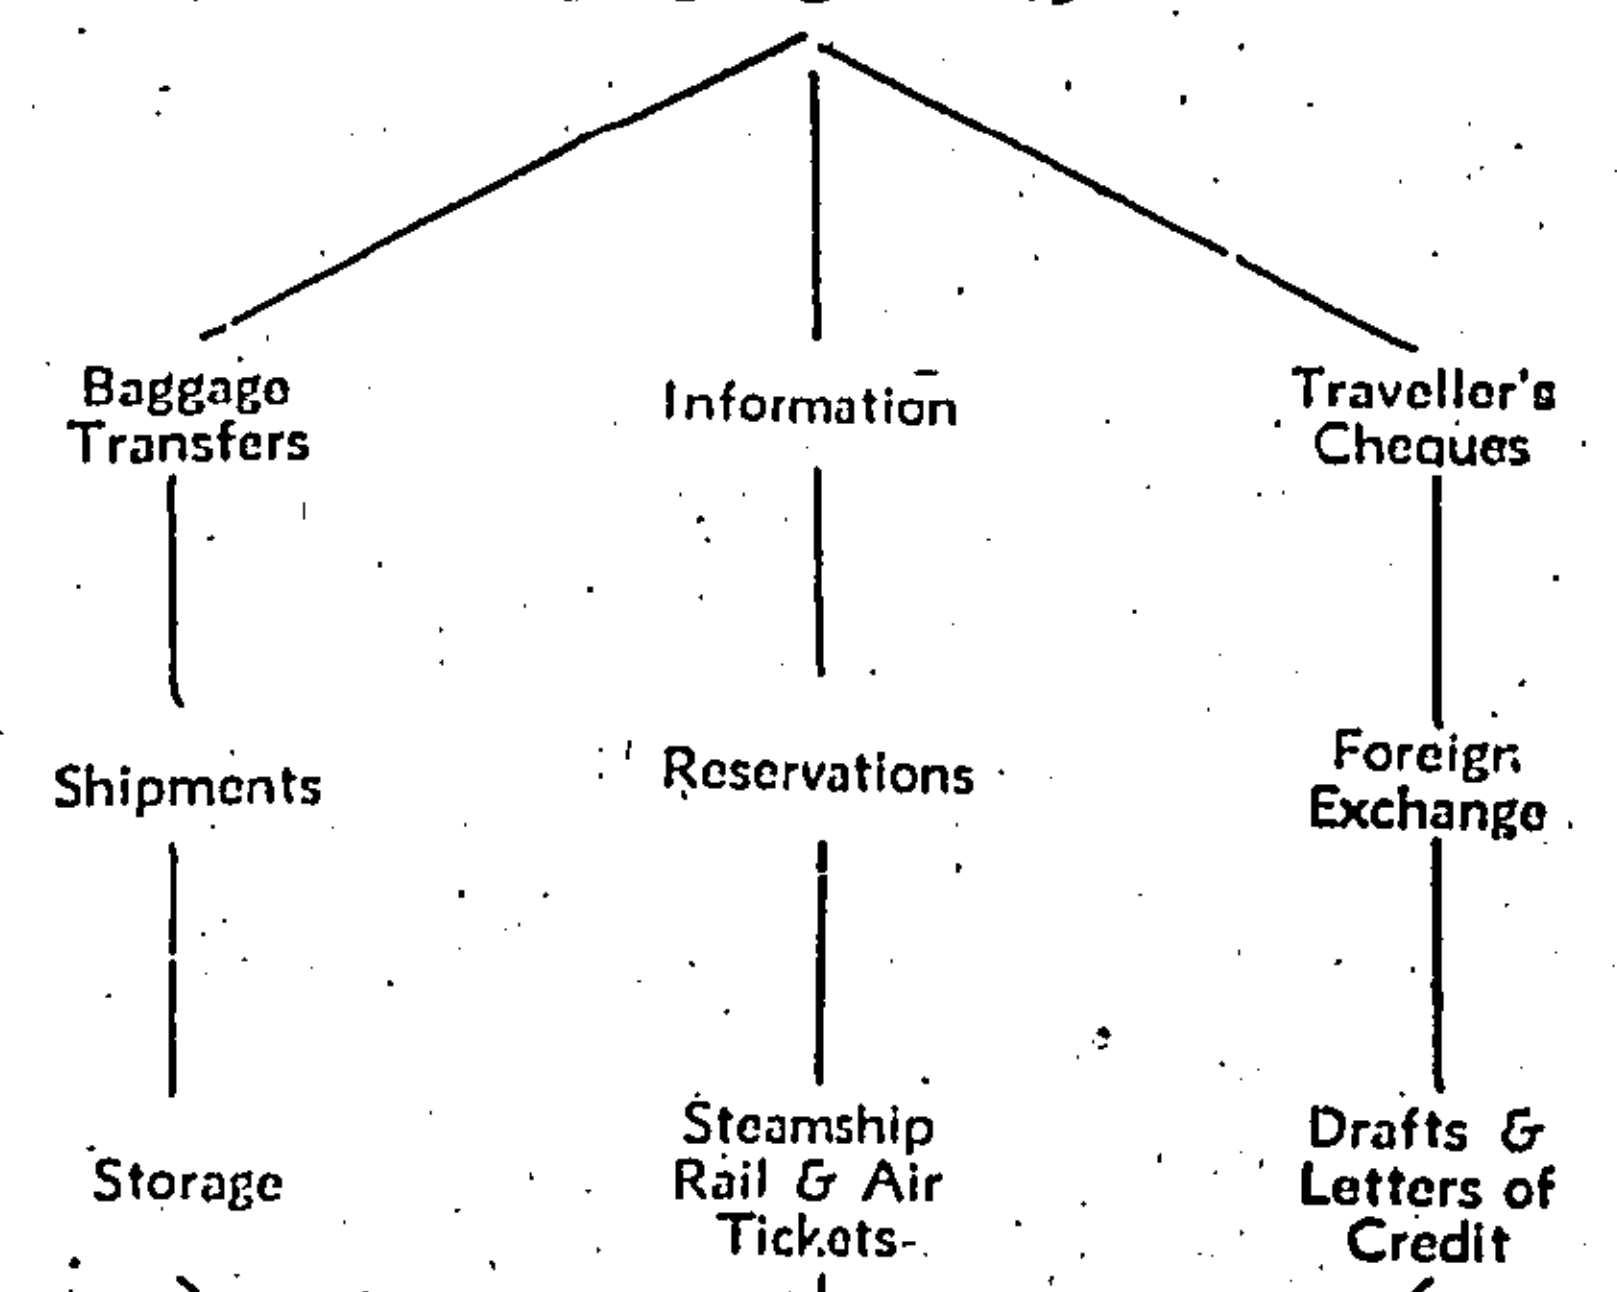 Baggage
Transfers
Information
Traveller's
Cheques
Shipments
Reservations
Foreign
Exchange
Storage
Steamship
Rail & Air
Tickets-
Drafts &
Letters of
Credit